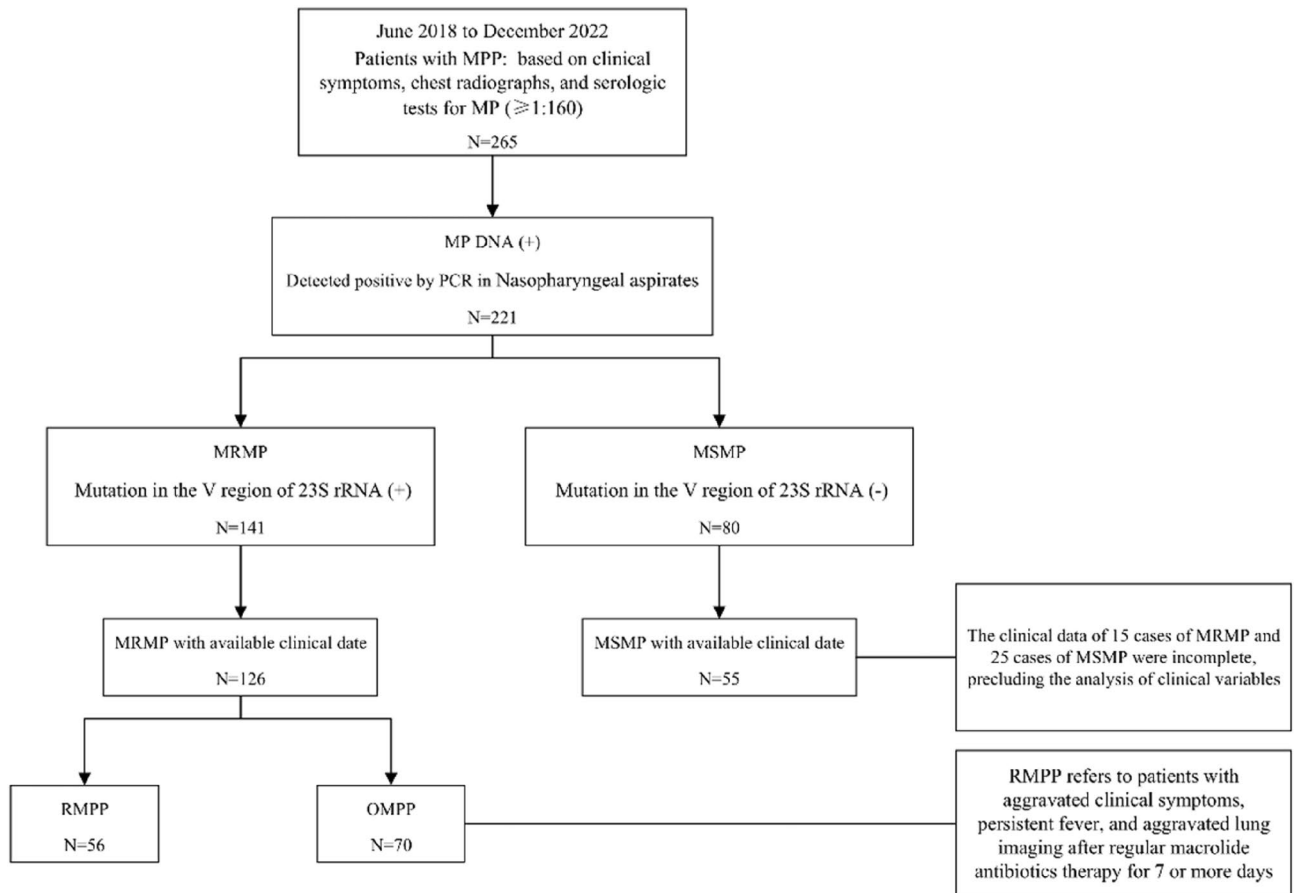 June 2018 to December 2022
Patients with MPP: based on clinical
symptoms, chest radiographs, and serologic
tests for MP (⩾1:160)
N=265
MP DNA (+)
Detected positive by PCR in Nasopharyngeal aspirates
N=221
MRMP
Mutation in the V region of 23S rRNA (+)
N=141
MSMP
Mutation in the V region of 23S rRNA (-)
N=80
MRMP with available clinical date
N=126
MSMP with available clinical date
N=55
The clinical data of 15 cases of MRMP and
25 cases of MSMP were incomplete,
precluding the analysis of clinical variables
RMPP
N=56
OMPP
N=70
RMPP refers to patients with
aggravated clinical symptoms,
persistent fever, and aggravated lung
imaging after regular macrolide
antibiotics therapy for 7 or more days